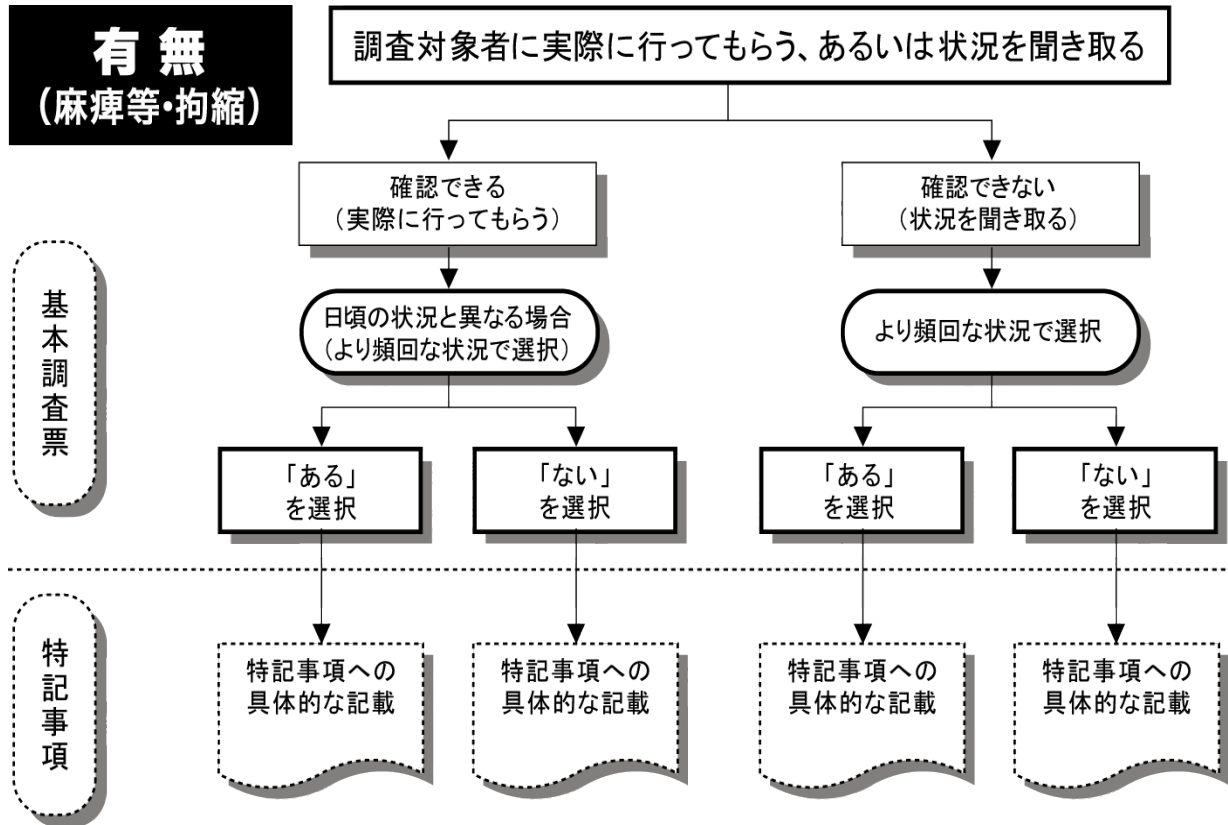 有無
（麻痺等・拘縮）
調査対象者に実際に行ってもらう、あるいは状況を聞き取る
確認できる
（実際に行ってもらう）
確認できない
（状況を聞き取る）
基本調査票
日頃の状況と異なる場合
（より頻回な状況で選択）
より頻回な状況で選択
「ある」
を選択
「ない」
を選択
「ある」
を選択
「ない」
を選択
特記事項
特記事項への
具体的な記載
特記事項への
具体的な記載
特記事項への
具体的な記載
特記事項への
具体的な記載